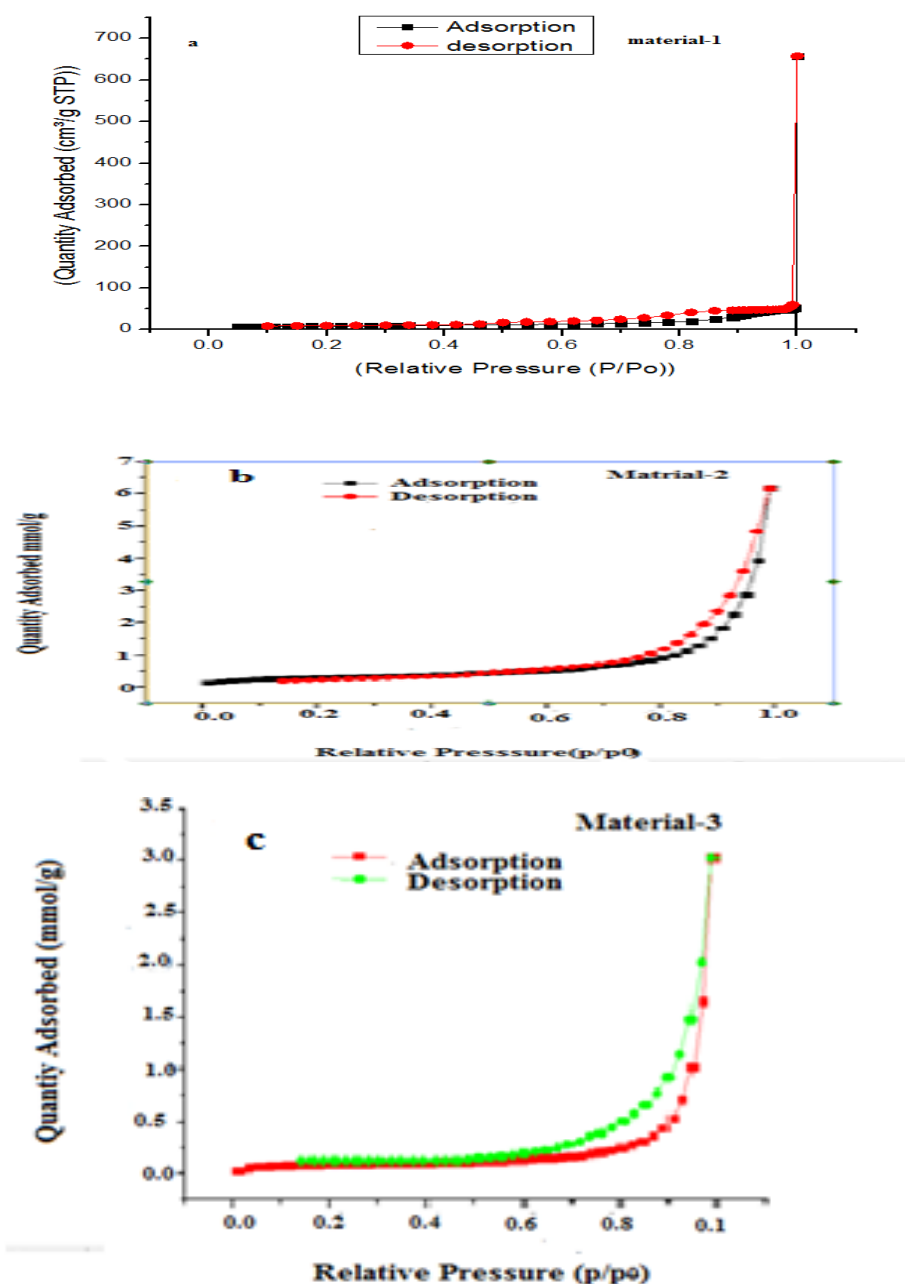 Adsorption
desorption
a
material-1
700
600
500
400
300
200
100
0
(Quantity Adsorbed (cm³/g STP))
0.0 0.2 0.4 0.6 0.8 1.0
(Relative Pressure (P/Po))
b
Matrial-2
Adsorption
Desorption
7
6
5
4
3
2
1
0
Quantity Adsorbed mmol/g
0.0 0.2 0.4 0.6 0.8 1.0
Relative Presssure(p/p0)
c
Material-3
Adsorption
Desorption
3.5
3.0
2.5
2.0
1.5
1.0
0.5
0.0
Quantiy Adsorbed (mmol/g)
0.0 0.2 0.4 0.6 0.8 0.1
Relative Pressure (p/p0)